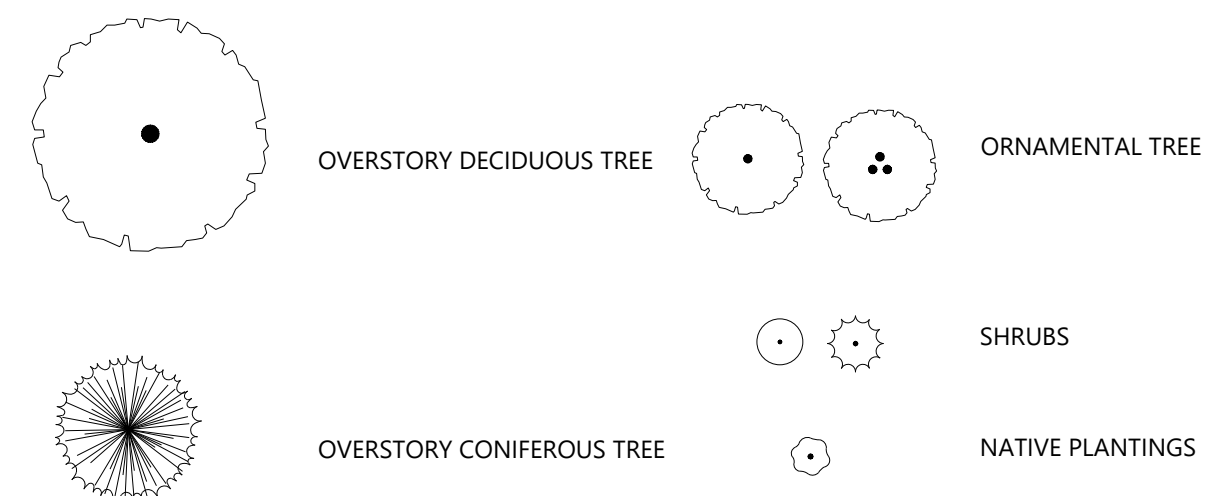 OVERSTORY DECIDUOUS TREE
ORNAMENTAL TREE
SHRUBS
OVERSTORY CONIFEROUS TREE
NATIVE PLANTINGS